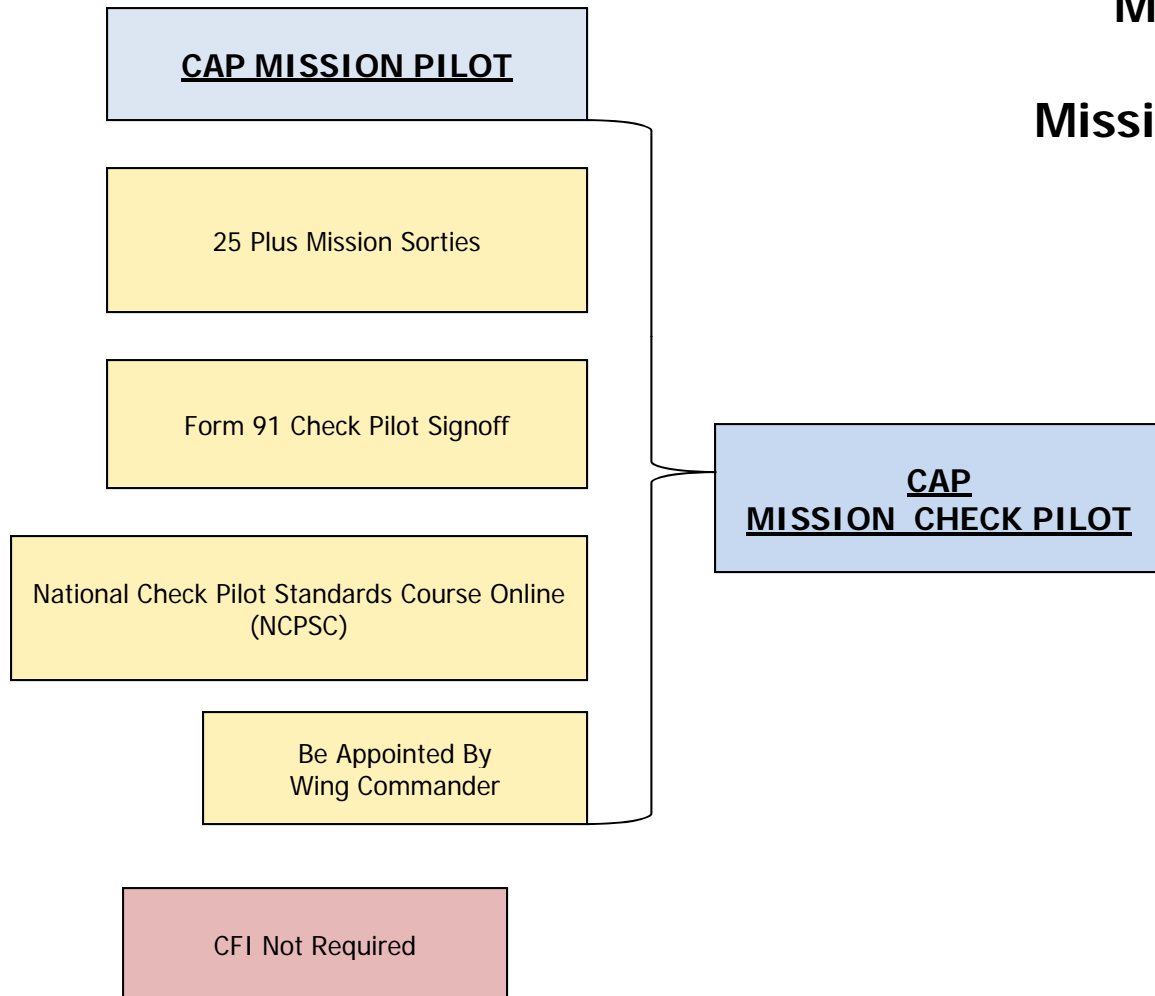 M
Missi
CAP MISSION PILOT
25 Plus Mission Sorties
Form 91 Check Pilot Signoff
National Check Pilot Standards Course Online
(NCPSC)
Be Appointed By
Wing Commander
CAP
MISSION CHECK PILOT
CFI Not Required